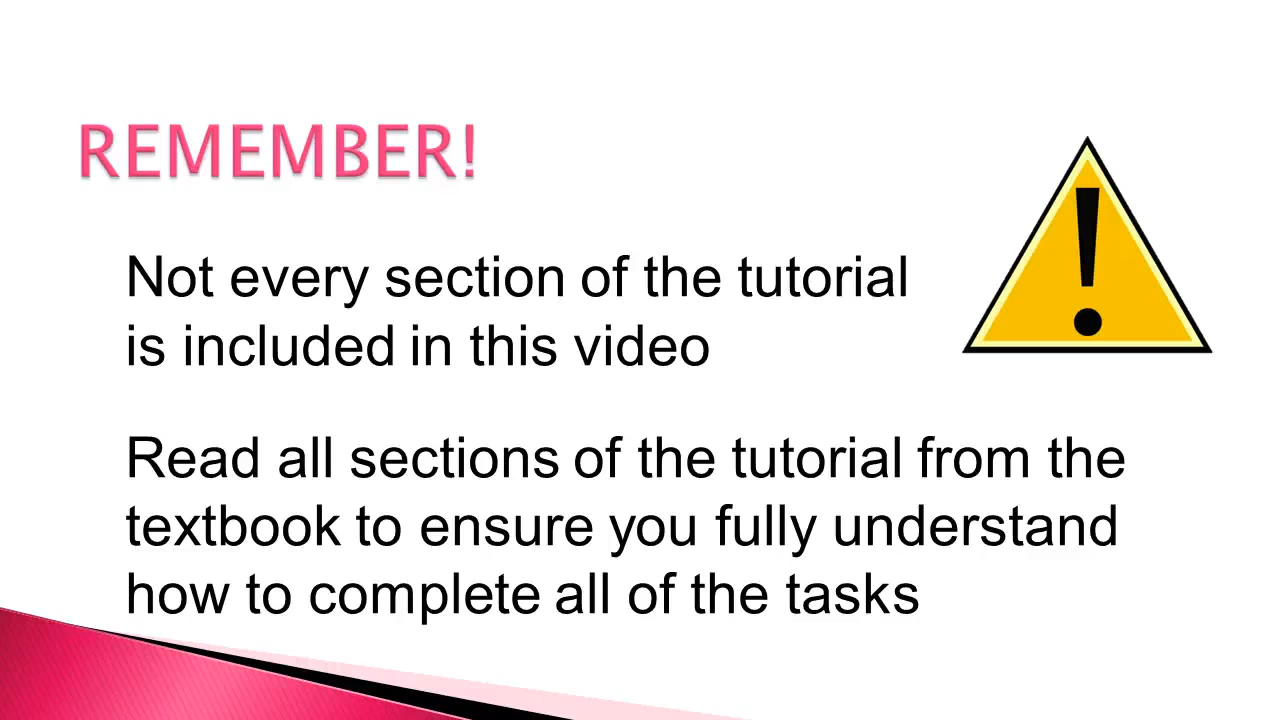 REMEMBER!
Not every section of the tutorial
is included in this video
Read all sections of the tutorial from the
textbook to ensure you fully understand
how to complete all of the tasks